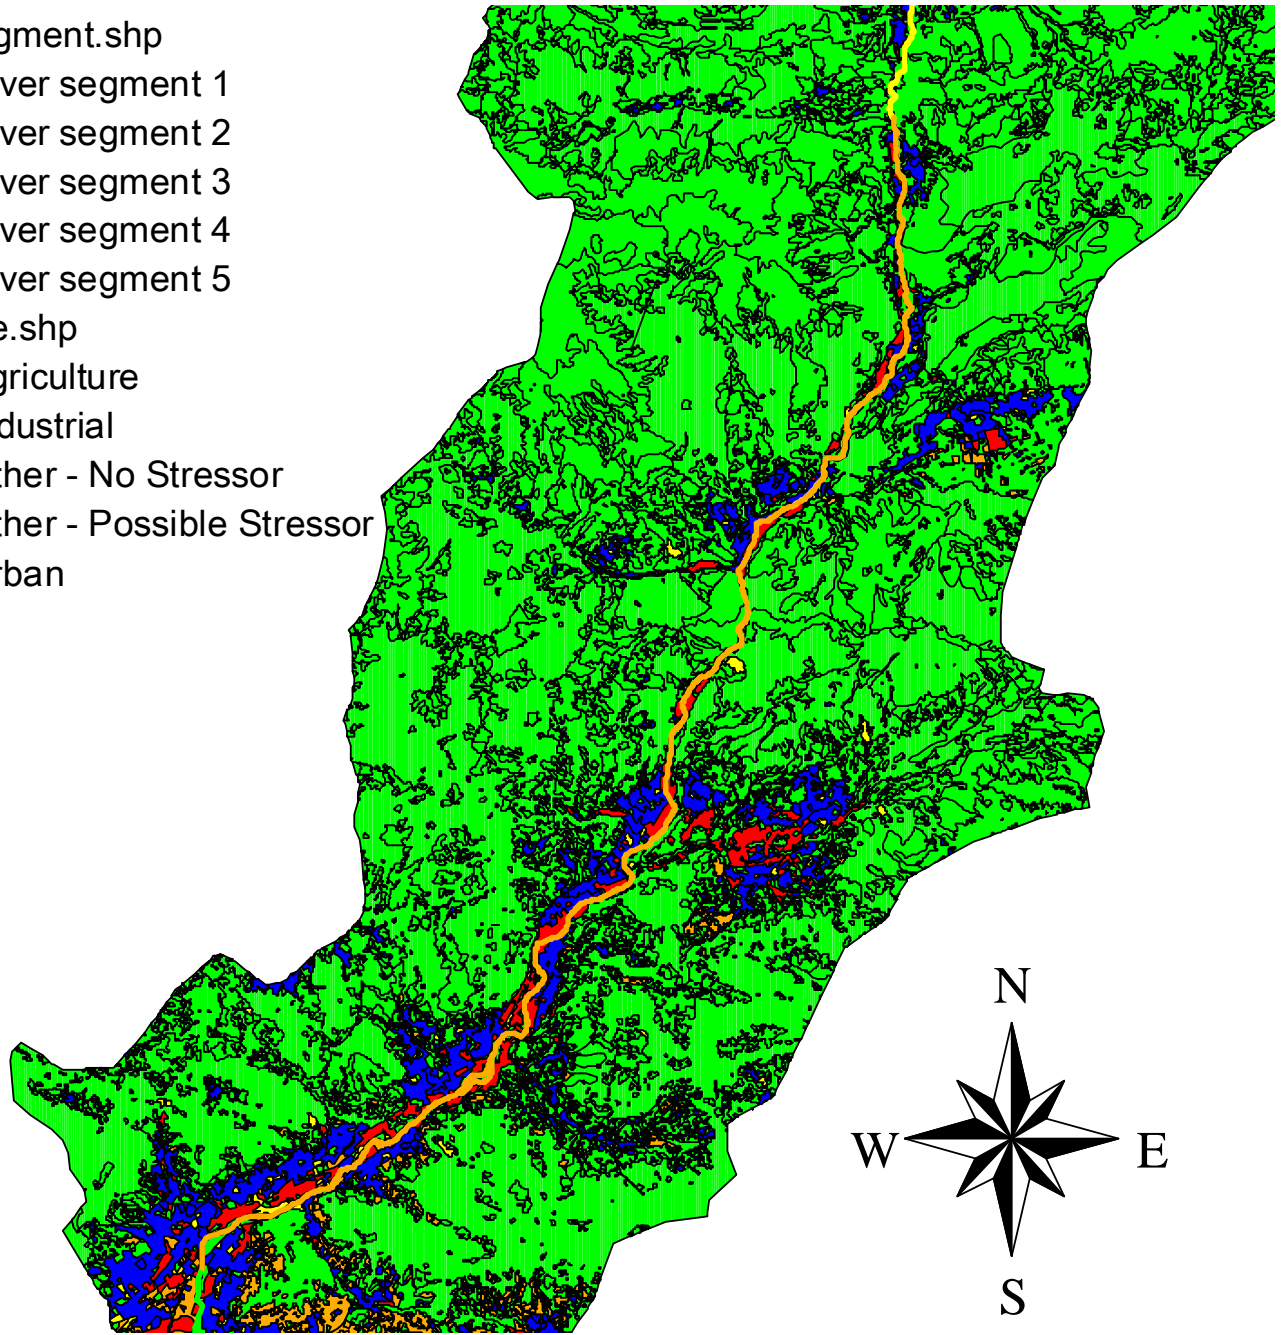 gment.shp
ver segment 1
ver segment 2
ver segment 3
ver segment 4
ver segment 5
e.shp
griculture
dustrial
ther - No Stressor
ther - Possible Stressor
rban
N
W E
S